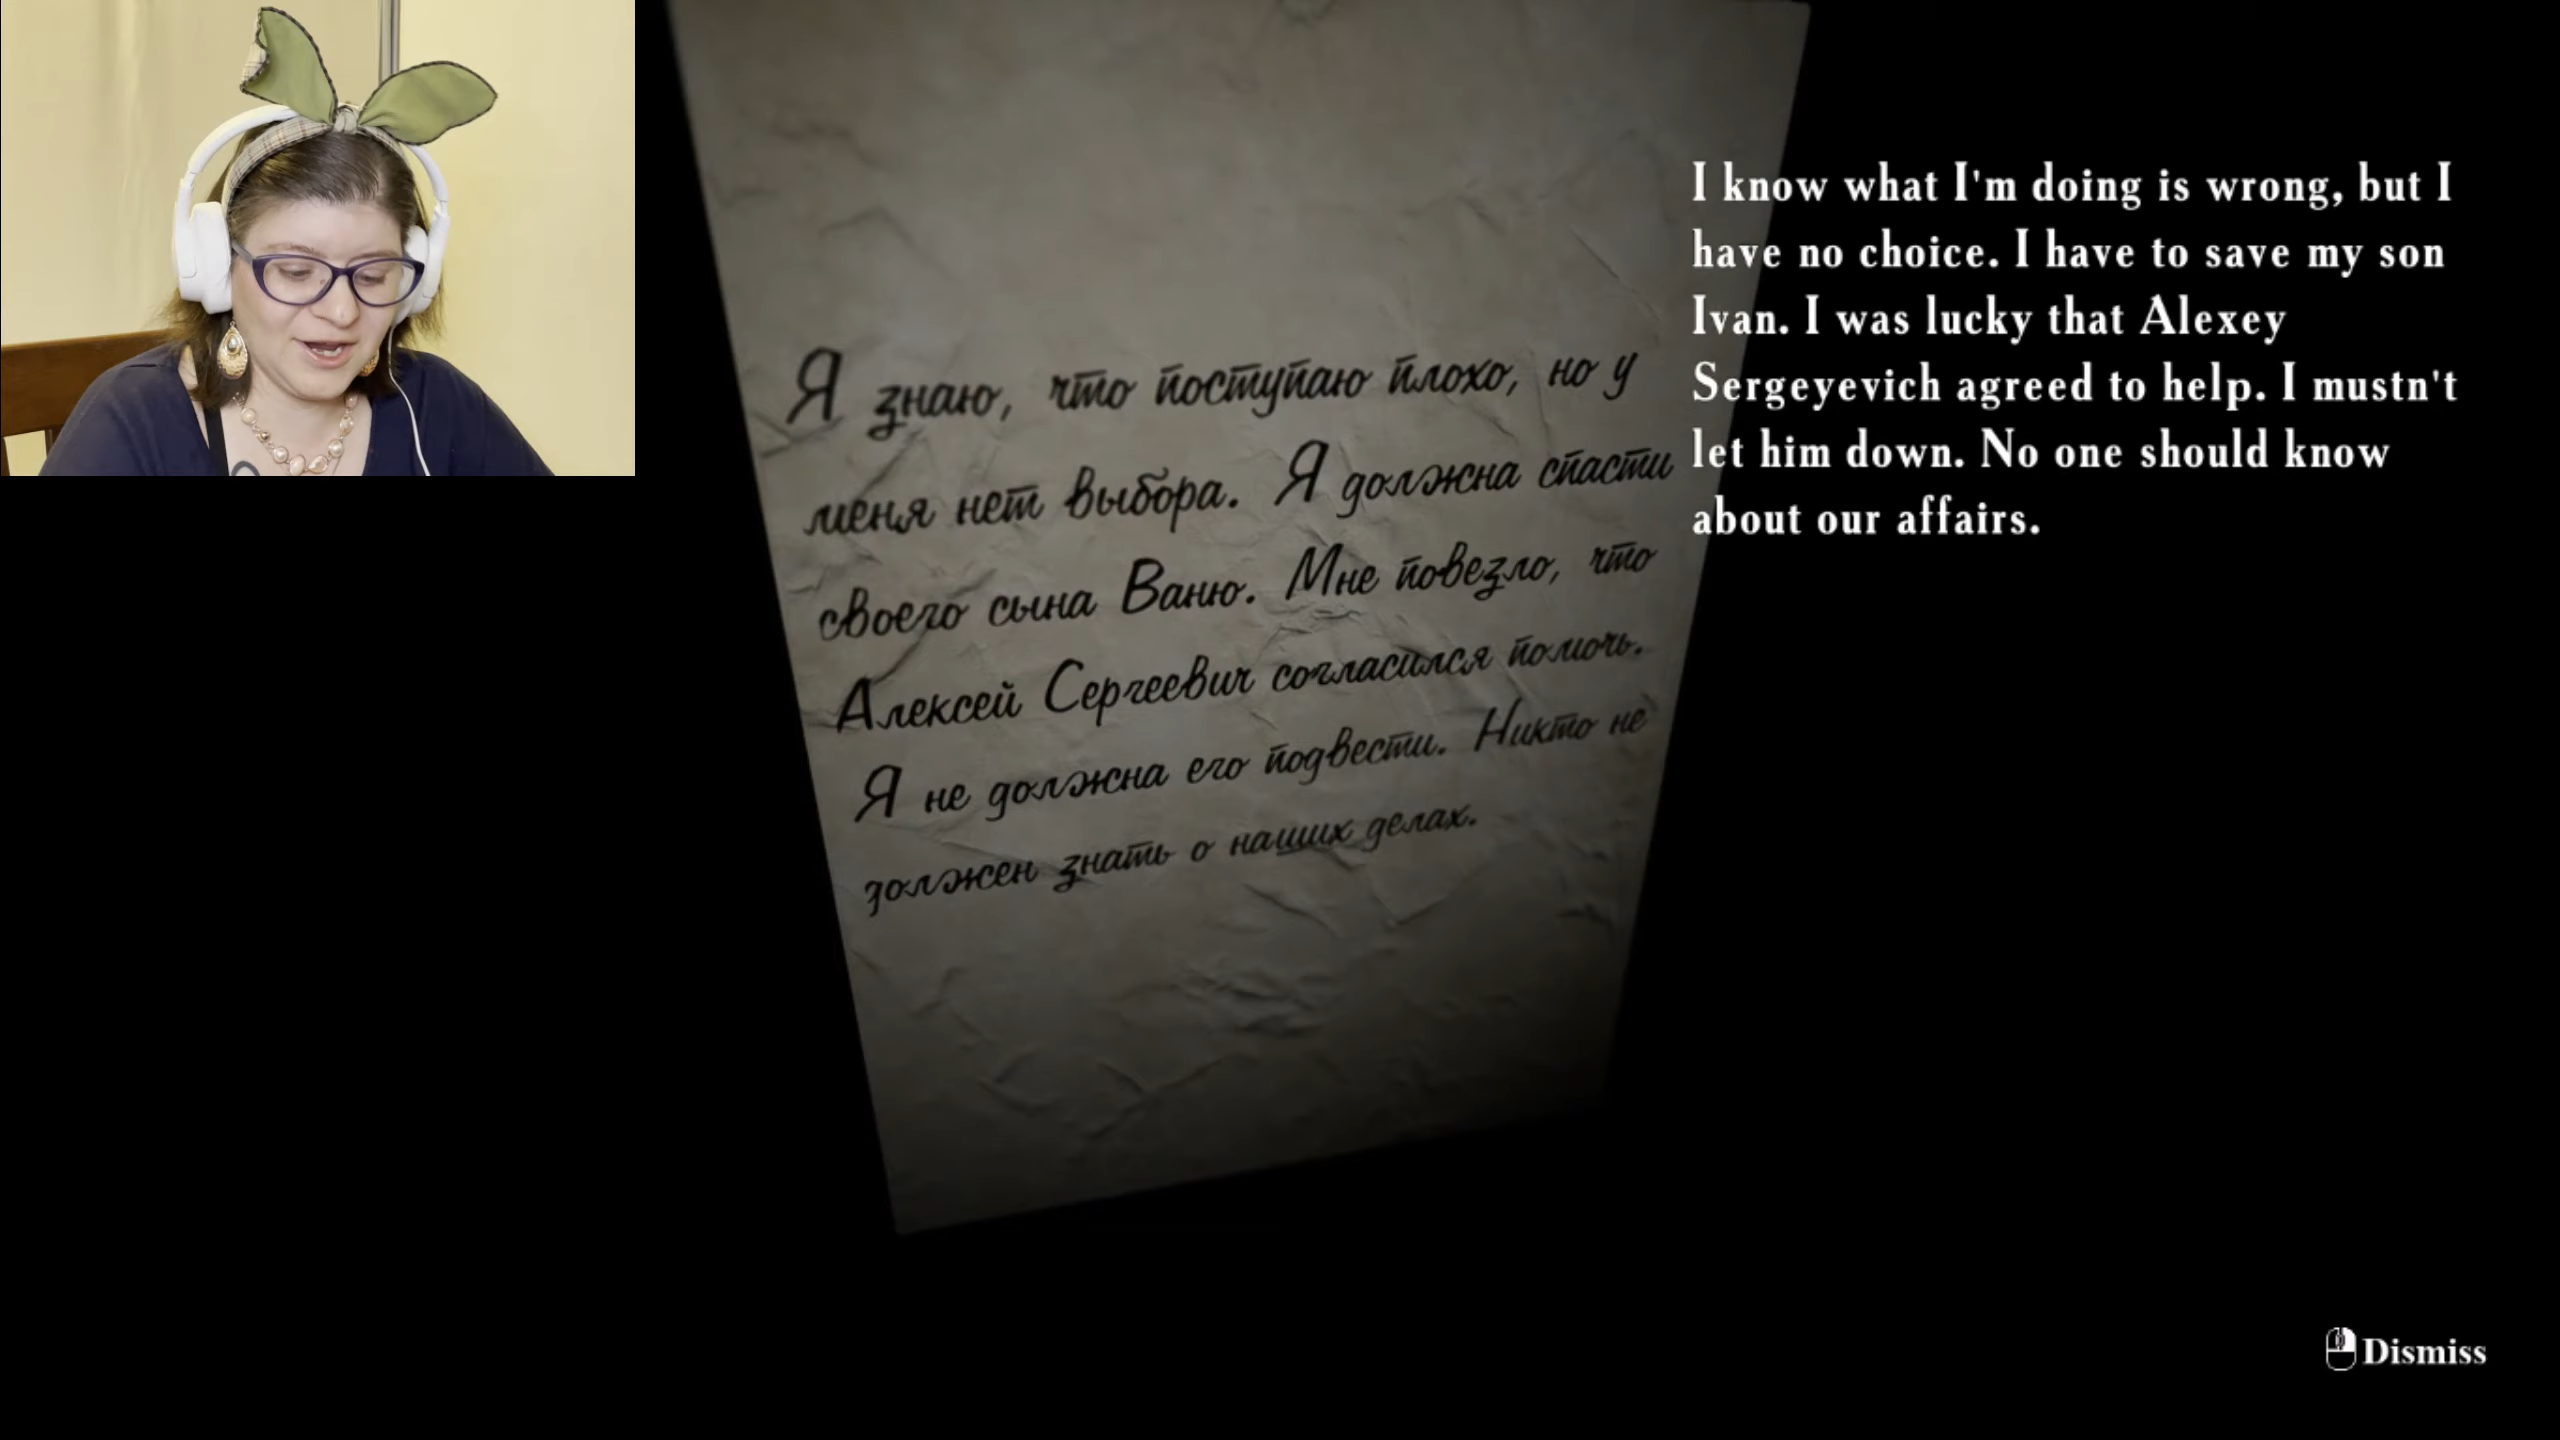 Я знаю, что поступаю плохо, но у
меня нет выбора. Я должна спасти
своего сына Ваню. Мне повезло, что
Алексей Сергеевич согласился помочь.
Я не должна его подвести. Никто не
должен знать о наших делах.
I know what I'm doing is wrong, but I
have no choice. I have to save my son
Ivan. I was lucky that Alexey
Sergeyevich agreed to help. I mustn't
let him down. No one should know
about our affairs.
Dismiss